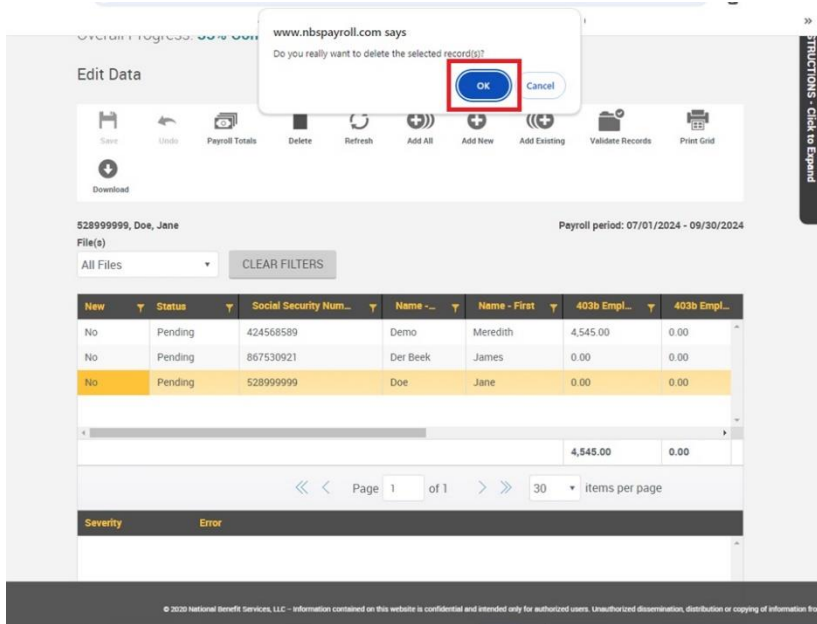 www.nbspayroll.com says
Do you really want to delete the selected record(s)?
OK Cancel
Edit Data
Save Undo Payroll Totals Delete Refresh Add All Add New Add Existing Validate Records Print Grid
Download
528999999, Doe, Jane Payroll period: 07/01/2024 - 09/30/2024
File(s)
All Files CLEAR FILTERS
New Status Social Security Num... Name -... Name - First 403b Empl... 403b Empl...
No Pending 424568589 Demo Meredith 4,545.00 0.00
No Pending 867530921 Der Beek James 0.00 0.00
No Pending 528999999 Doe Jane 0.00 0.00
4,545.00 0.00
Page 1 of 1 30 items per page
Severity Error
© 2020 National Benefit Services, LLC – Information contained on this website is confidential and intended only for authorized users. Unauthorized dissemination, distribution or copying of information
- Click to Expand